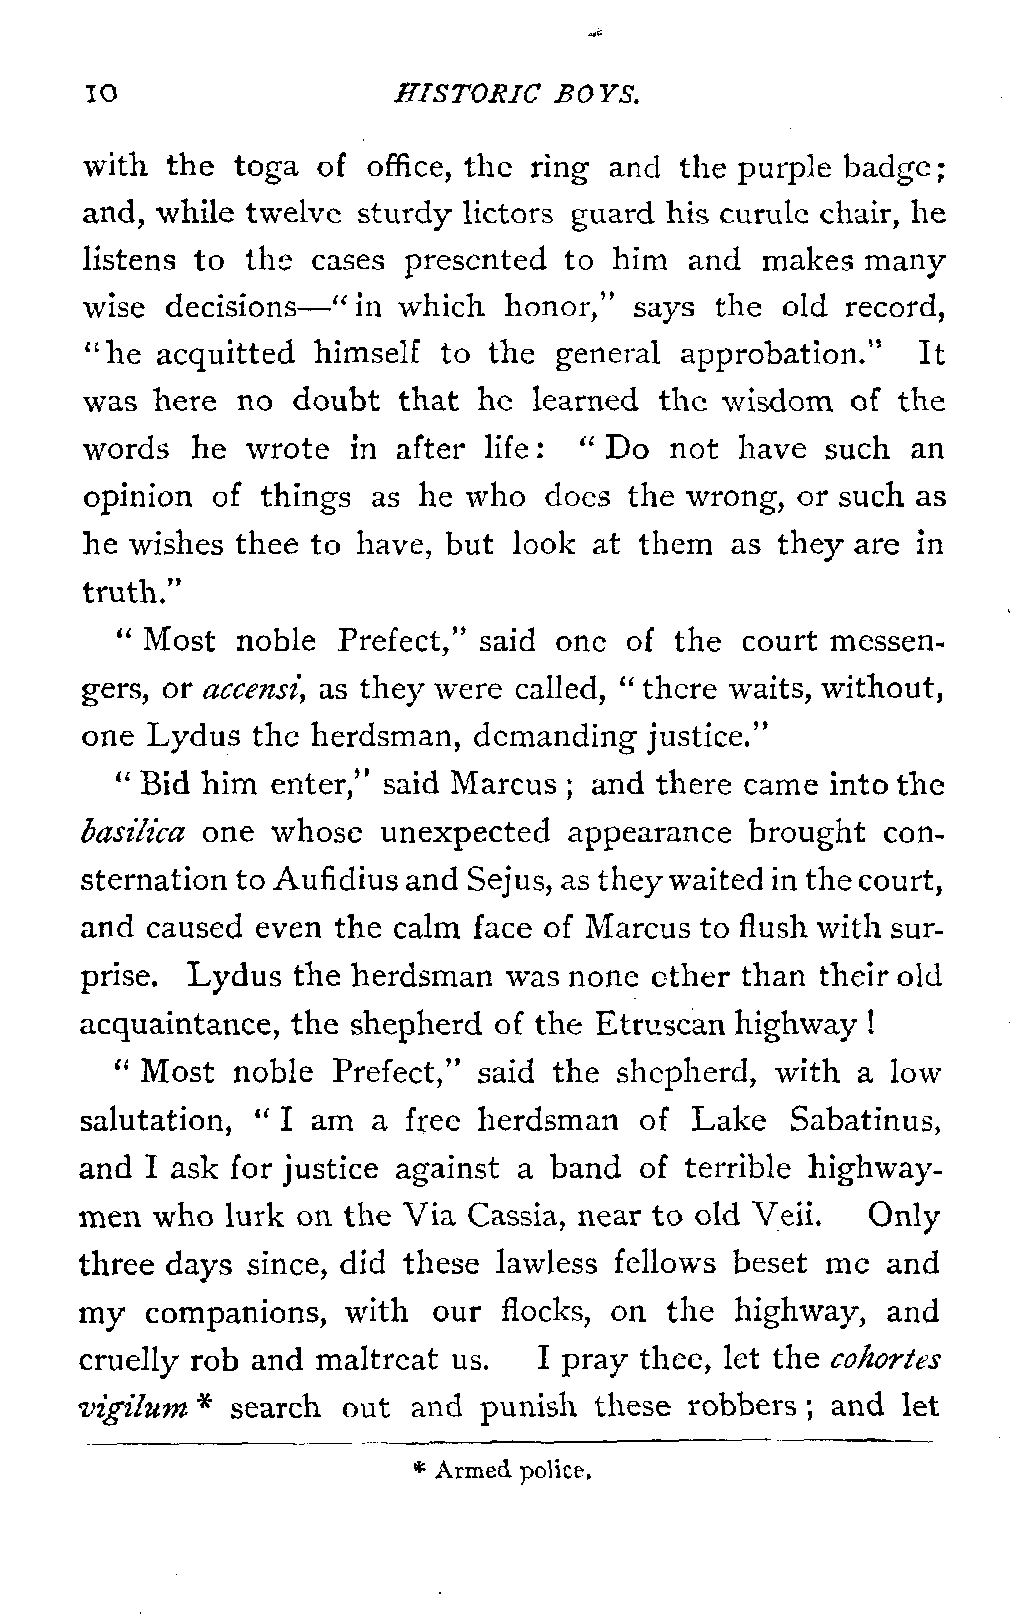 10 HISTORIC BOYS.
with the toga of office, the ring and the purple badge;
and, while twelve sturdy lictors guard his curule chair, he
listens to the cases presented to him and makes many
wise decisions—"in which honor," says the old record,
"he acquitted himself to the general approbation." It
was here no doubt that he learned the wisdom of the
words he wrote in after life: "Do not have such an
opinion of things as he who does the wrong, or such as
he wishes thee to have, but look at them as they are in
truth."
"Most noble Prefect," said one of the court messen-
gers, or accensi, as they were called, "there waits, without,
one Lydus the herdsman, demanding justice."
"Bid him enter," said Marcus; and there came into the
basilica one whose unexpected appearance brought con-
sternation to Aufidius and Sejus, as they waited in the court,
and caused even the calm face of Marcus to flush with sur-
prise. Lydus the herdsman was none other than their old
acquaintance, the shepherd of the Etruscan highway!
"Most noble Prefect," said the shepherd, with a low
salutation, "I am a free herdsman of Lake Sabatinus,
and I ask for justice against a band of terrible highway-
men who lurk on the Via Cassia, near to old Veii. Only
three days since, did these lawless fellows beset me and
my companions, with our flocks, on the highway, and
cruelly rob and maltreat us. I pray thee, let the cohortes
vigilum * search out and punish these robbers; and let
* Armed police.